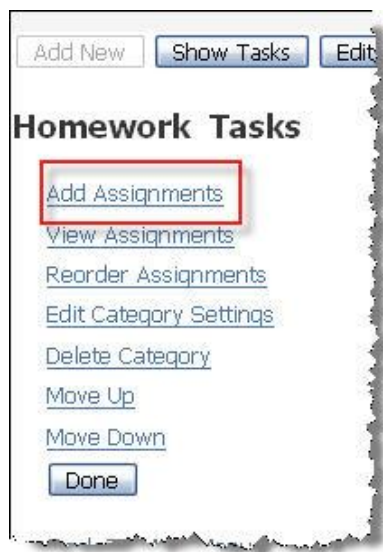 Add New Show Tasks Edit
Homework Tasks
Add Assignments
View Assignments
Reorder Assignments
Edit Category Settings
Delete Category
Move Up
Move Down
Done